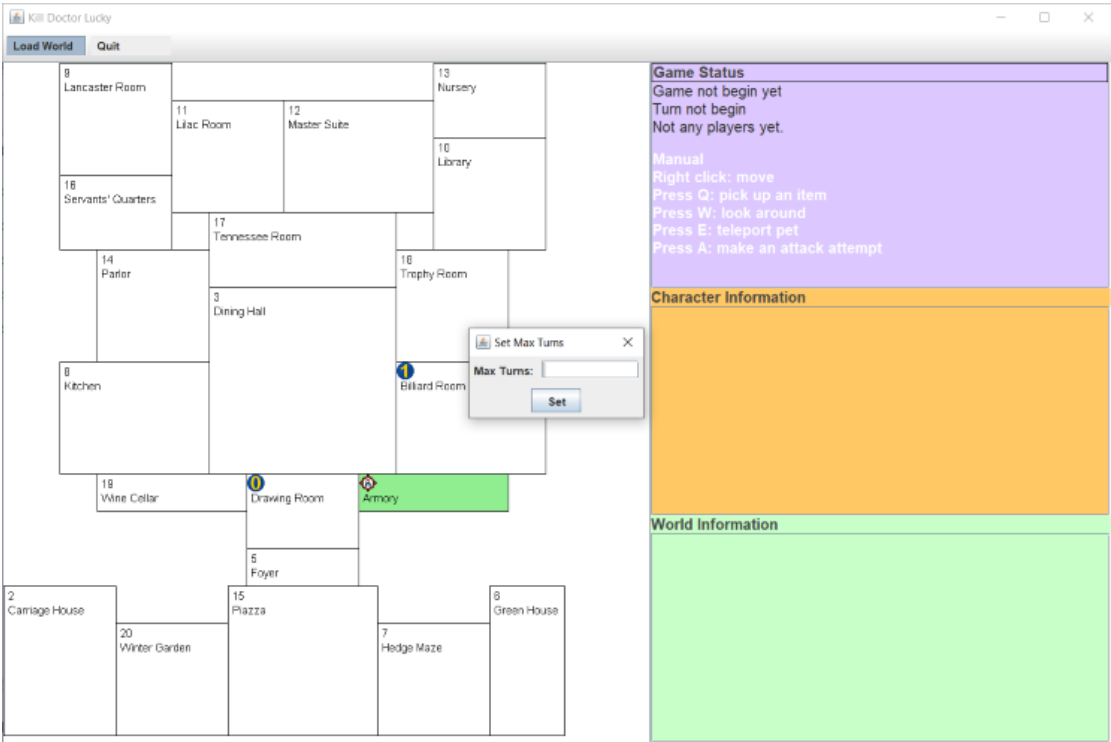 Kill Doctor Lucky
Load World Quit
9
Lancaster Room
11
Lilac Room
12
Master Suite
13
Nursery
10
Library
16
Servants' Quarters
17
Tennessee Room
14
Parlor
18
Trophy Room
3
Dining Hall
8
Kitchen
1
Billiard Room
19
Wine Cellar
0
Drawing Room
Armory
5
Foyer
2
Carriage House
20
Winter Garden
15
Piazza
7
Hedge Maze
6
Green House
Set Max Turns
Max Turns:
Set
Game Status
Game not begin yet
Turn not begin
Not any players yet.
Manual
Right click: move
Press Q: pick up an item
Press W: look around
Press E: teleport pet
Press A: make an attack attempt
Character Information
World Information